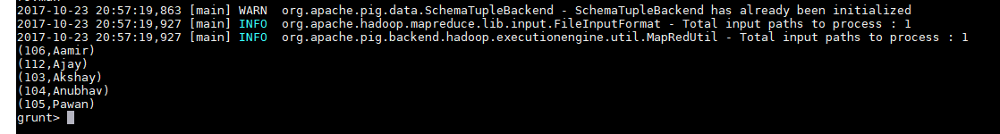 2017-10-23 20:57:19,863 [main] WARN  org.apache.pig.data.SchemaTupleBackend - SchemaTupleBackend has already been initialized
2017-10-23 20:57:19,927 [main] INFO  org.apache.hadoop.mapreduce.lib.input.FileInputFormat - Total input paths to process : 1
2017-10-23 20:57:19,927 [main] INFO  org.apache.pig.backend.hadoop.executionengine.util.MapRedUtil - Total input paths to process : 1
(106,Aamir)
(112,Ajay)
(103,Akshay)
(104,Anubhav)
(105,Pawan)
grunt>